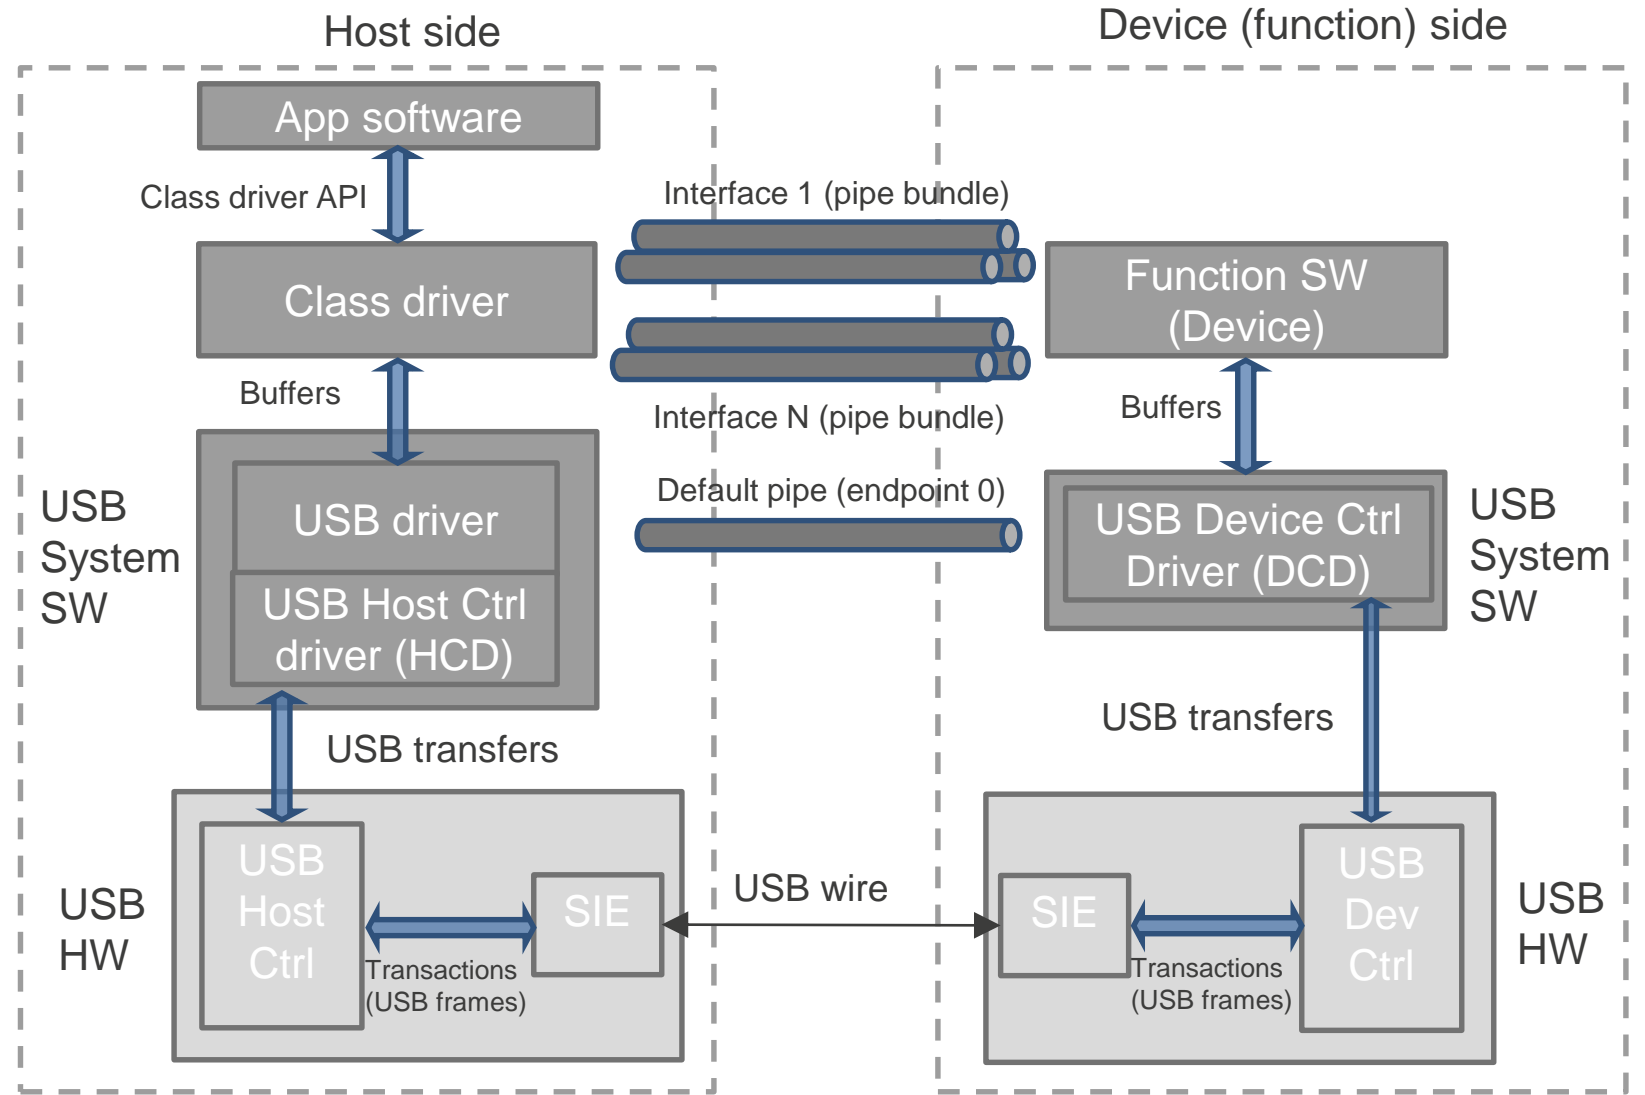 Host side
Device (function) side
App software
Class driver API
Interface 1 (pipe bundle)
Class driver
Function SW
(Device)
Buffers
Interface N (pipe bundle)
Buffers
USB
System
SW
USB driver
USB Host Ctrl
driver (HCD)
Default pipe (endpoint 0)
USB Device Ctrl
Driver (DCD)
USB
System
SW
USB transfers
USB transfers
USB
HW
USB
Host
Ctrl
Transactions
(USB frames)
SIE
USB wire
SIE
Transactions
(USB frames)
USB
Dev
Ctrl
USB
HW